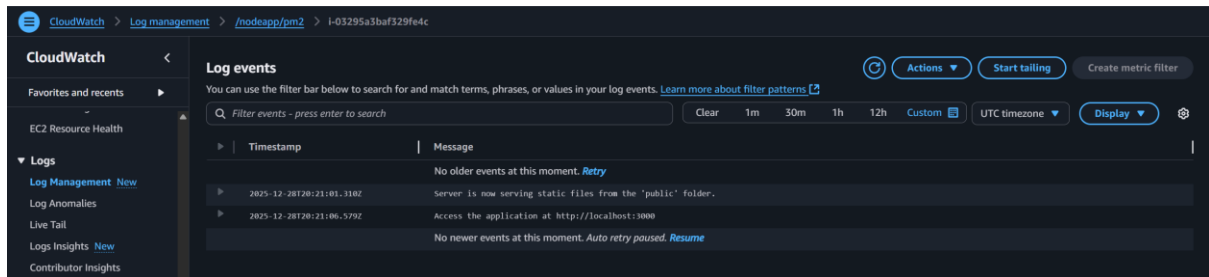 CloudWatch > Log management > /nodeapp/pm2 > i-03295a3baf329fe4c
CloudWatch
Favorites and recents
EC2 Resource Health
Logs
Log Management New
Log Anomalies
Live Tail
Logs Insights New
Contributor Insights
Log events
Actions
Start tailing
Create metric filter
You can use the filter bar below to search for and match terms, phrases, or values in your log events. Learn more about filter patterns
Filter events - press enter to search
Clear 1m 30m 1h 12h Custom UTC timezone Display
Timestamp Message
No older events at this moment. Retry
2025-12-28T20:21:01.310Z Server is now serving static files from the 'public' folder.
2025-12-28T20:21:06.579Z Access the application at http://localhost:3000
No newer events at this moment. Auto retry paused. Resume